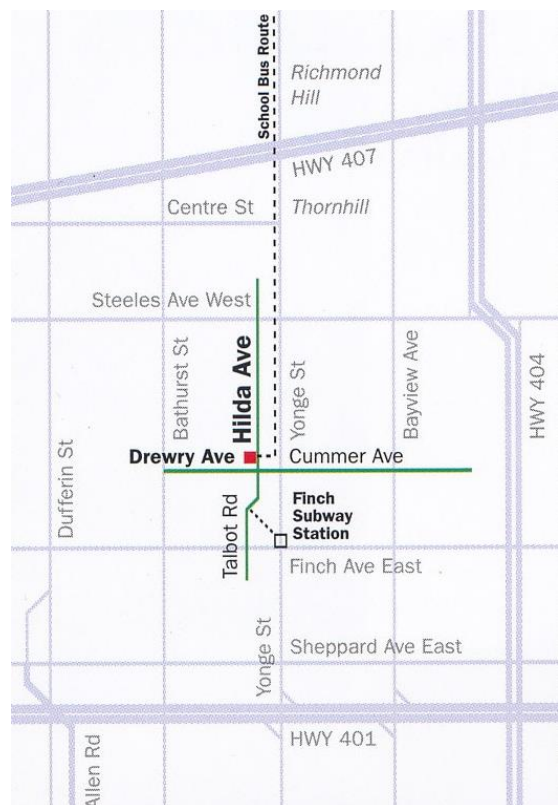 School Bus Route
Richmond
Hill
HWY 407
Centre St
Thornhill
Steeles Ave West
Bathurst St
Hilda Ave
Yonge St
Bayview Ave
HWY 404
Dufferin St
Drewry Ave
Cummer Ave
Talbot Rd
Finch
Subway
Station
Finch Ave East
Yonge St
Sheppard Ave East
HWY 401
Allen Rd